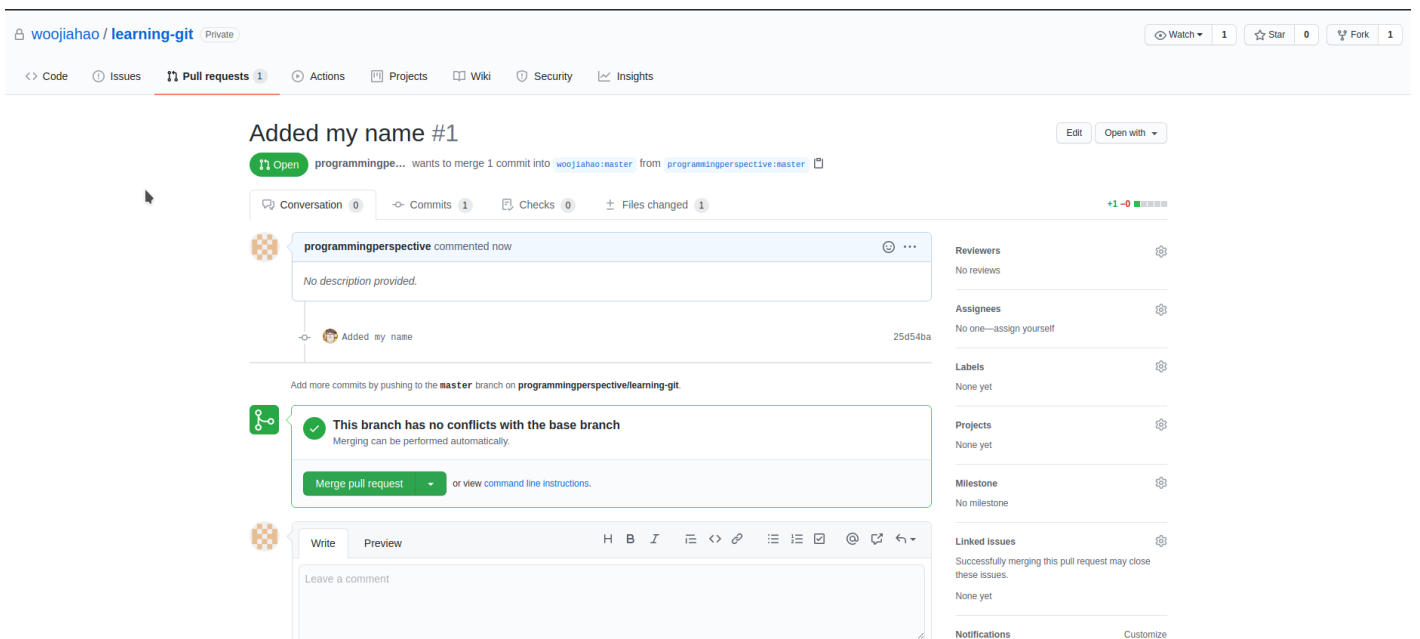 woojiahao / learning-git Private
Watch 1 Star 0 Fork 1
Code Issues Pull requests 1 Actions Projects Wiki Security Insights
Added my name #1
Edit Open with
Open programmingpe... wants to merge 1 commit into woojiahao:master from programmingperspective:master
Conversation 0 Commits 1 Checks 0 Files changed 1
+1 −0
programmingperspective commented now
No description provided.
Added my name 25d54ba
Add more commits by pushing to the master branch on programmingperspective/learning-git.
This branch has no conflicts with the base branch
Merging can be performed automatically.
Merge pull request or view command line instructions.
Write Preview
Leave a comment
Reviewers
No reviews
Assignees
No one—assign yourself
Labels
None yet
Projects
None yet
Milestone
No milestone
Linked issues
Successfully merging this pull request may close
these issues.
None yet
Notifications Customize